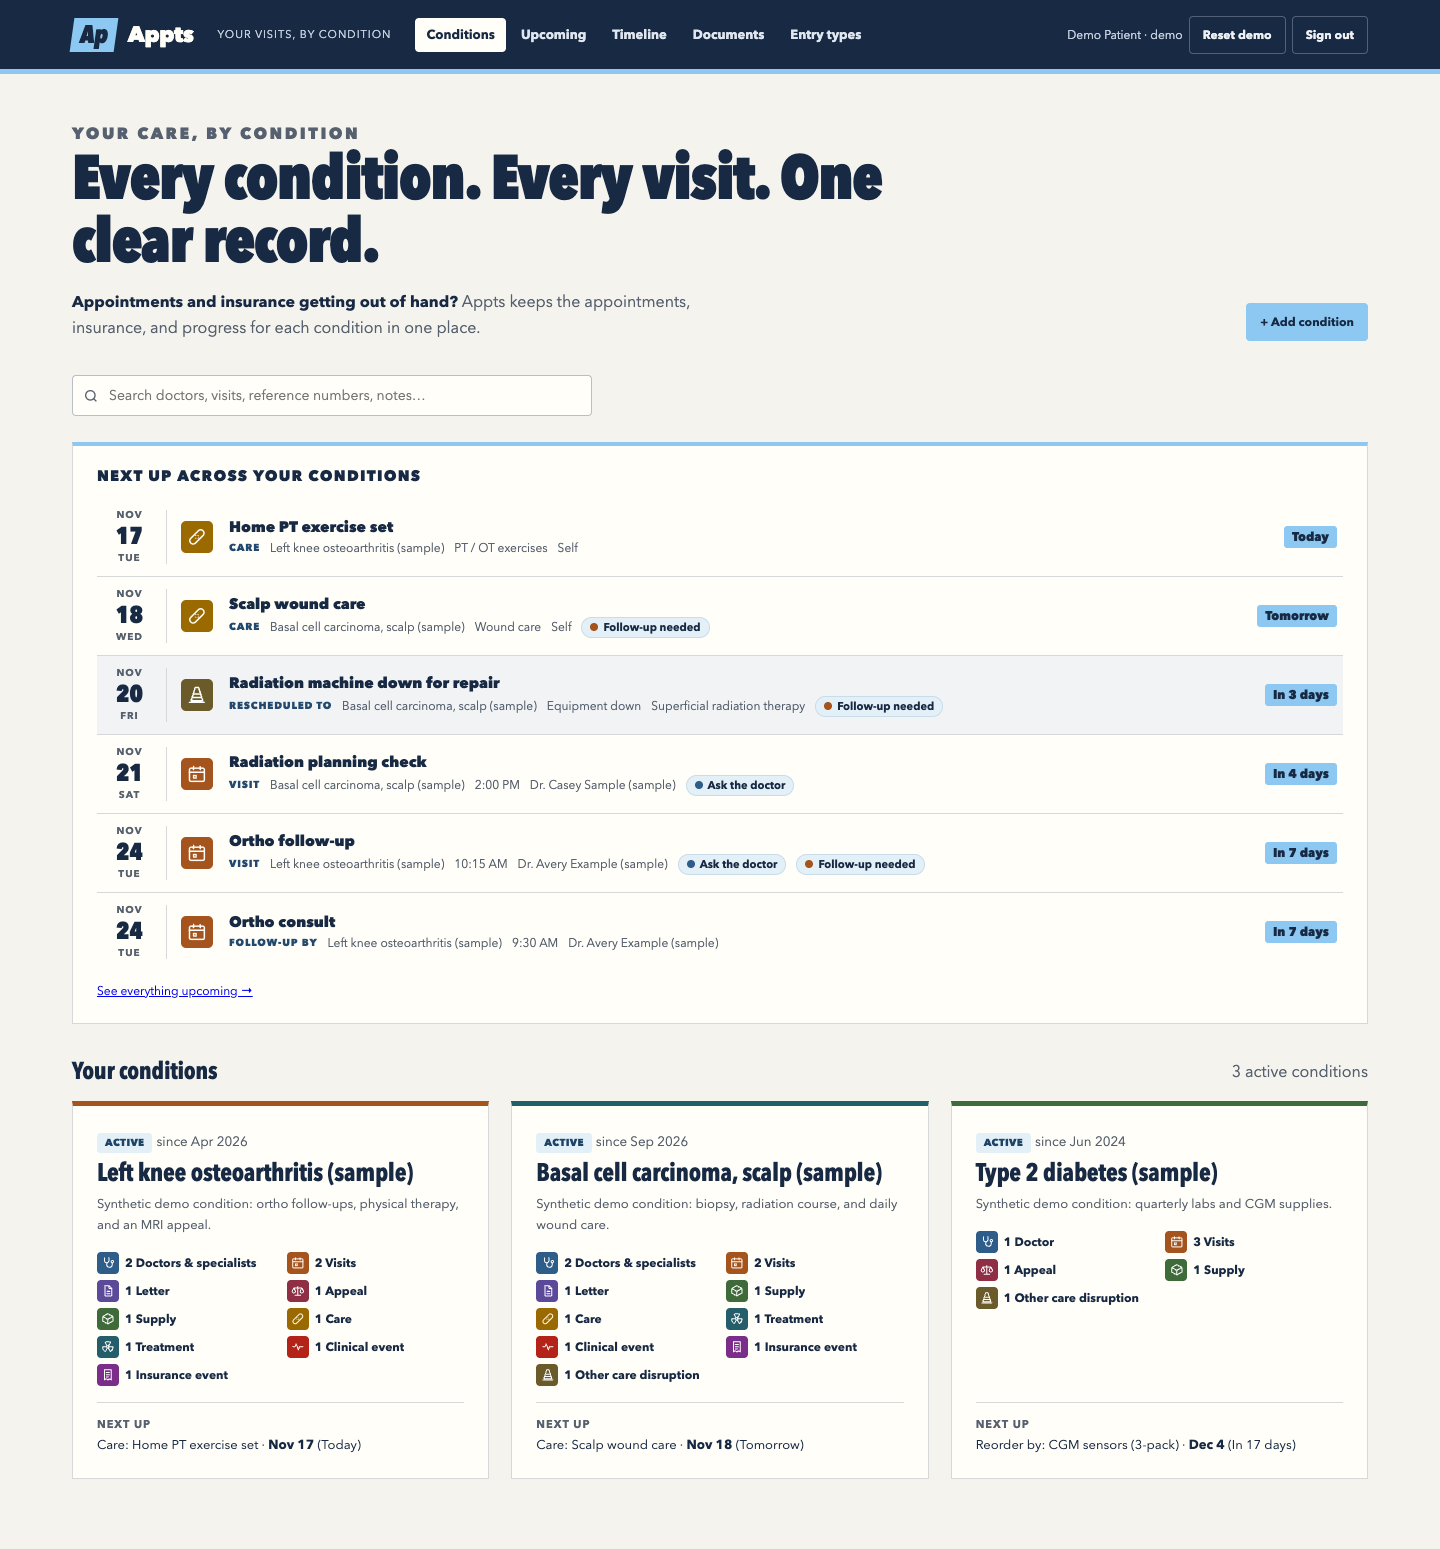 Ap Appts YOUR VISITS, BY CONDITION Conditions Upcoming Timeline Documents Entry types Demo Patient · demo Reset demo Sign out
YOUR CARE, BY CONDITION
Every condition. Every visit. One
clear record.
Appointments and insurance getting out of hand? Appts keeps the appointments,
insurance, and progress for each condition in one place.
+ Add condition
Search doctors, visits, reference numbers, notes…
NEXT UP ACROSS YOUR CONDITIONS
NOV
17
TUE
Home PT exercise set
CARE Left knee osteoarthritis (sample) PT / OT exercises Self
Today
NOV
18
WED
Scalp wound care
CARE Basal cell carcinoma, scalp (sample) Wound care Self Follow-up needed
Tomorrow
NOV
20
FRI
Radiation machine down for repair
RESCHEDULED TO Basal cell carcinoma, scalp (sample) Equipment down Superficial radiation therapy Follow-up needed
In 3 days
NOV
21
SAT
Radiation planning check
VISIT Basal cell carcinoma, scalp (sample) 2:00 PM Dr. Casey Sample (sample) Ask the doctor
In 4 days
NOV
24
TUE
Ortho follow-up
VISIT Left knee osteoarthritis (sample) 10:15 AM Dr. Avery Example (sample) Ask the doctor Follow-up needed
In 7 days
NOV
24
TUE
Ortho consult
FOLLOW-UP BY Left knee osteoarthritis (sample) 9:30 AM Dr. Avery Example (sample)
In 7 days
See everything upcoming →
Your conditions
3 active conditions
ACTIVE since Apr 2026
Left knee osteoarthritis (sample)
Synthetic demo condition: ortho follow-ups, physical therapy,
and an MRI appeal.
2 Doctors & specialists 2 Visits
1 Letter 1 Appeal
1 Supply 1 Care
1 Treatment 1 Clinical event
1 Insurance event
NEXT UP
Care: Home PT exercise set · Nov 17 (Today)
ACTIVE since Sep 2026
Basal cell carcinoma, scalp (sample)
Synthetic demo condition: biopsy, radiation course, and daily
wound care.
2 Doctors & specialists 2 Visits
1 Letter 1 Supply
1 Care 1 Treatment
1 Clinical event 1 Insurance event
1 Other care disruption
NEXT UP
Care: Scalp wound care · Nov 18 (Tomorrow)
ACTIVE since Jun 2024
Type 2 diabetes (sample)
Synthetic demo condition: quarterly labs and CGM supplies.
1 Doctor 3 Visits
1 Appeal 1 Supply
1 Other care disruption
NEXT UP
Reorder by: CGM sensors (3-pack) · Dec 4 (In 17 days)